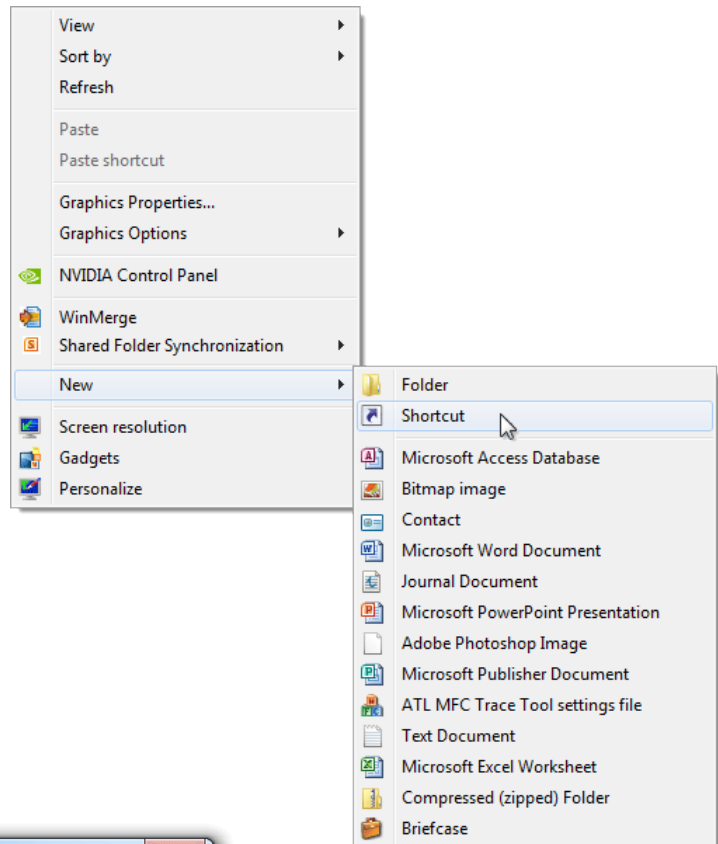 View
Sort by
Refresh
Paste
Paste shortcut
Graphics Properties...
Graphics Options
NVIDIA Control Panel
WinMerge
Shared Folder Synchronization
New
Screen resolution
Gadgets
Personalize
Folder
Shortcut
Microsoft Access Database
Bitmap image
Contact
Microsoft Word Document
Journal Document
Microsoft PowerPoint Presentation
Adobe Photoshop Image
Microsoft Publisher Document
ATL MFC Trace Tool settings file
Text Document
Microsoft Excel Worksheet
Compressed (zipped) Folder
Briefcase